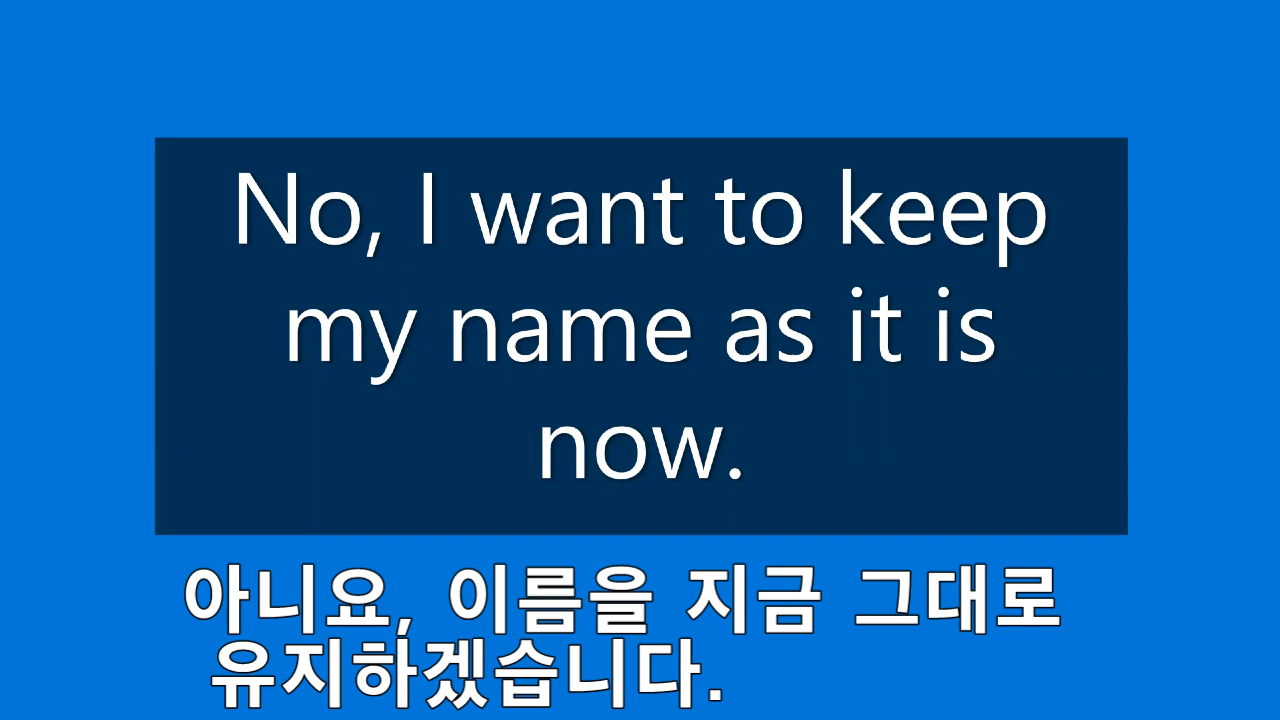 No, I want to keep
my name as it is
now.
아니요, 이름을 지금 그대로
유지하겠습니다.